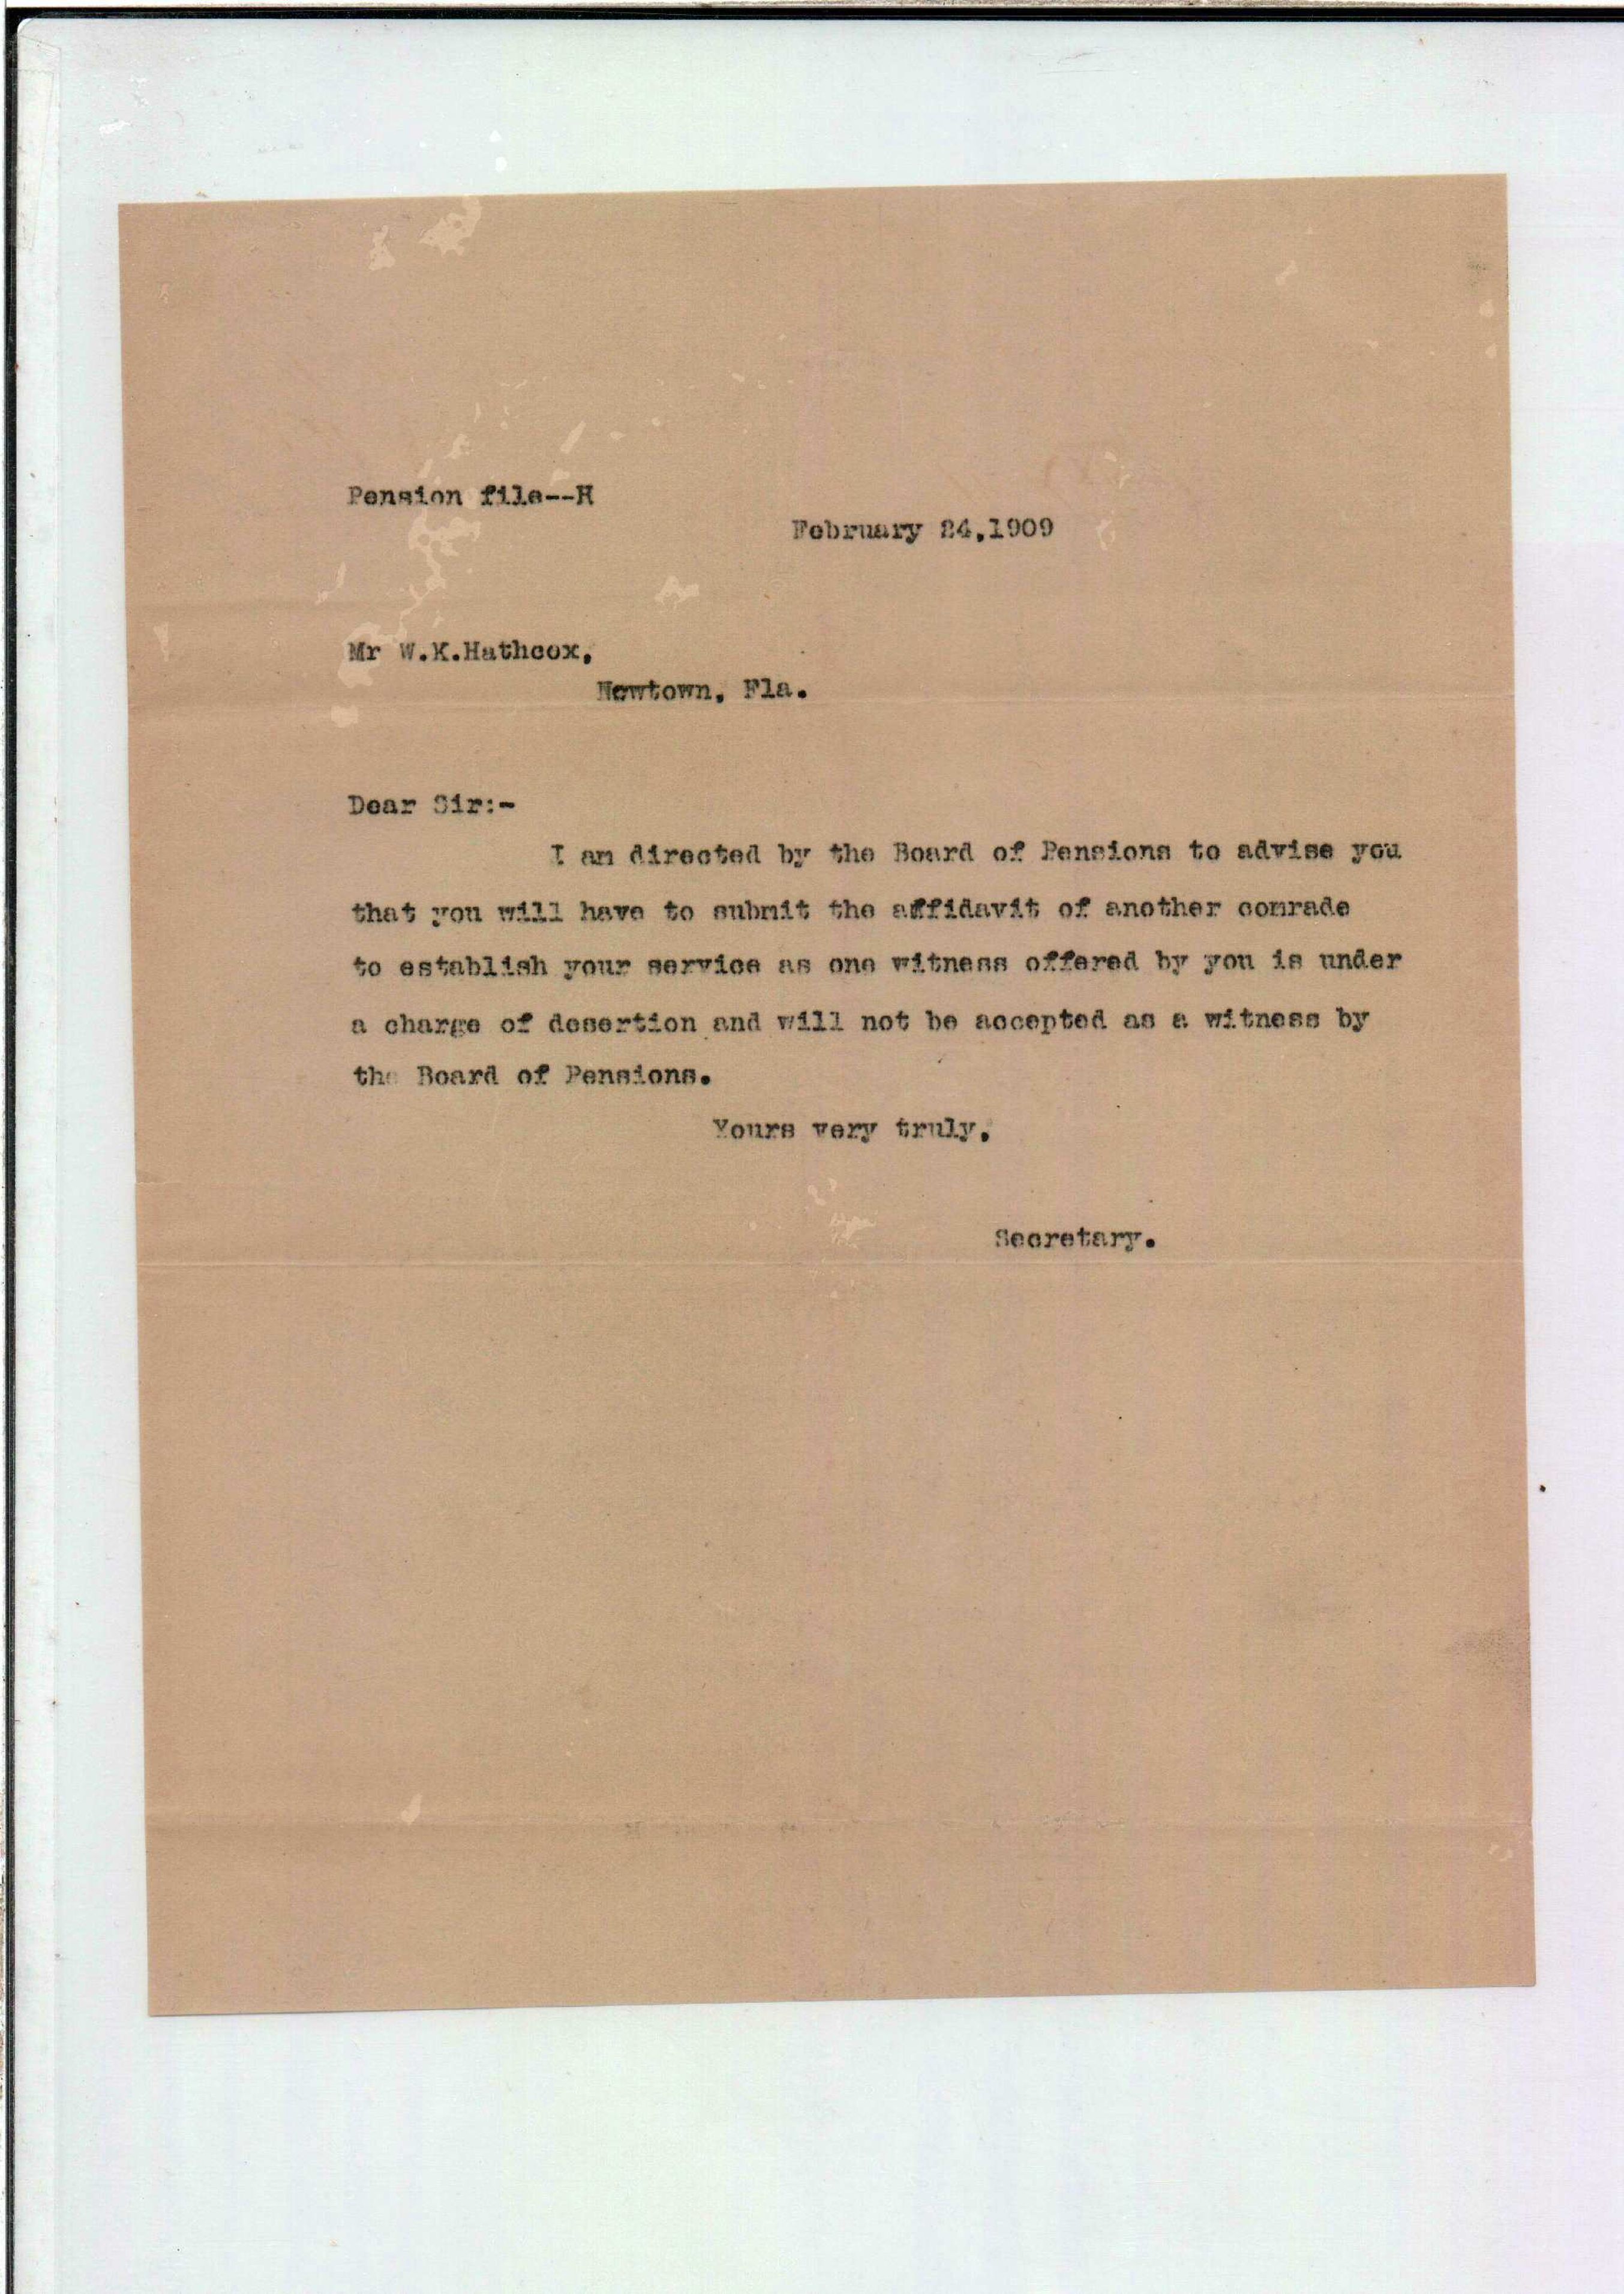 Pension file--H
February 24,1909
Mr W.K.Hathcox,
Newtown, Fla.
Dear Sir:-
I am directed by the Board of Pensions to advise you
that you will have to submit the affidavit of another comrade
to establish your service as one witness offered by you is under
a charge of desertion and will not be accepted as a witness by
the Board of Pensions.
Yours very truly,
Secretary.